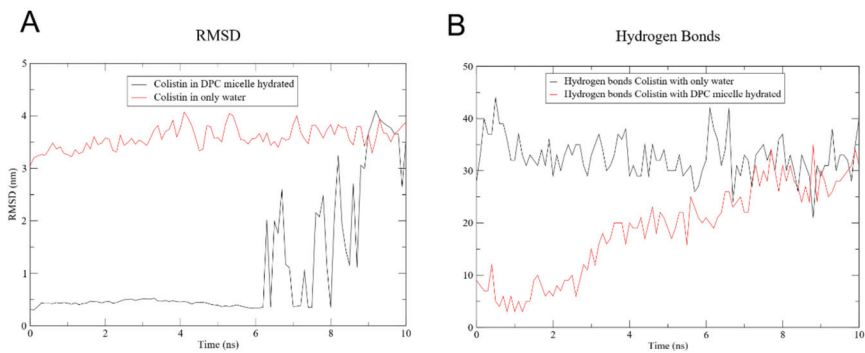 A
RMSD
5
4
3
2
1
0
RMSD (nm)
Colistin in DPC micelle hydrated
Colistin in only water
0
2
4
6
8
10
Time (ns)
B
Hydrogen Bonds
50
40
30
20
10
0
Hydrogen bonds Colistin with only water
Hydrogen bonds Colistin with DPC micelle hydrated
0
2
4
6
8
10
Time (ns)